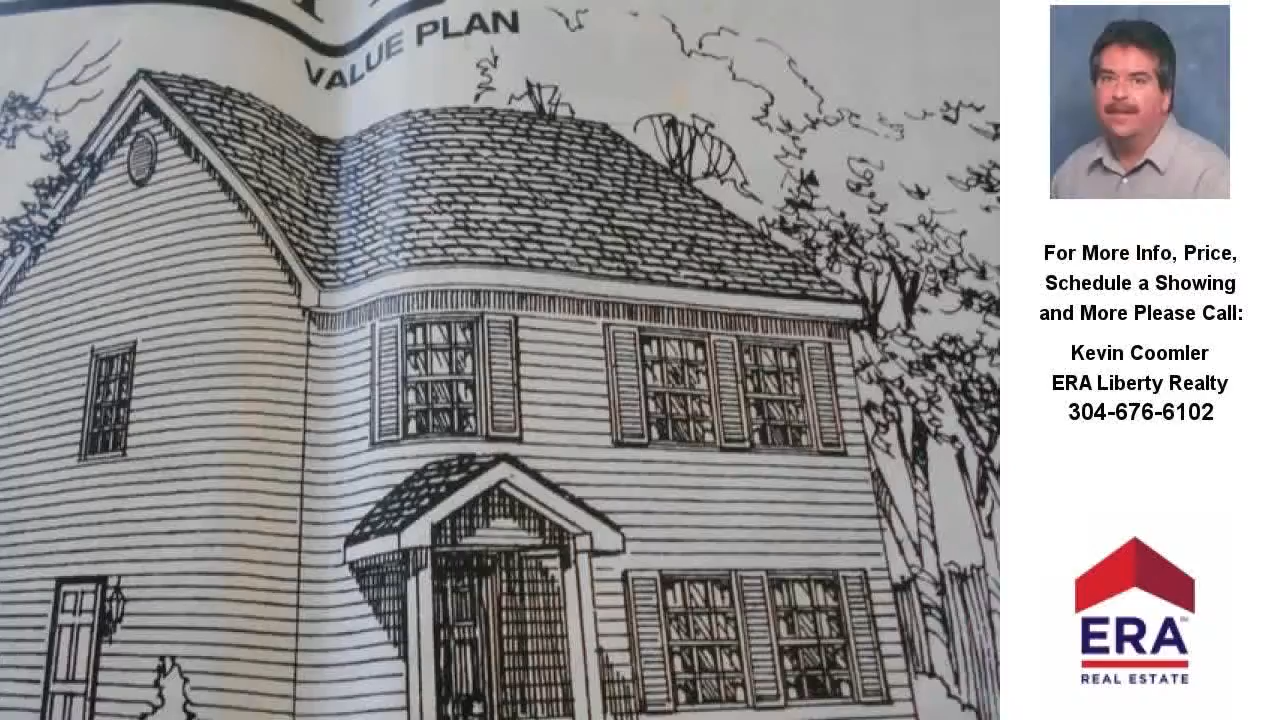 VALUE PLAN
For More Info, Price,
Schedule a Showing
and More Please Call:
Kevin Coomler
ERA Liberty Realty
304-676-6102
ERA
REAL ESTATE